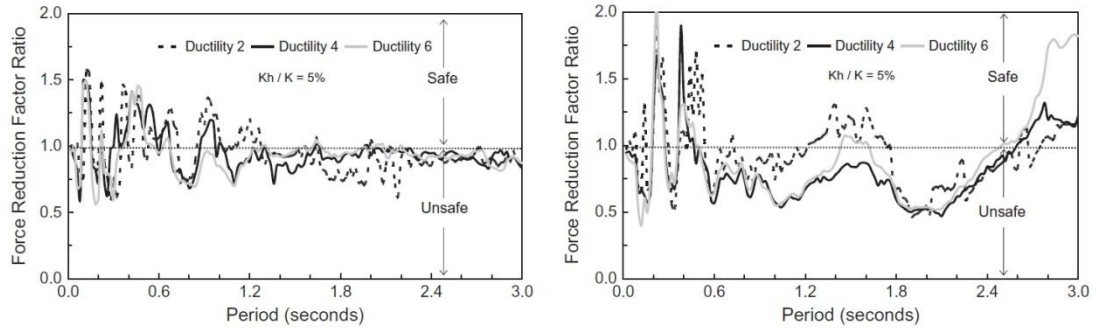 2.0
1.5
1.0
0.5
0.0
Force Reduction Factor Ratio
Ductility 2 Ductility 4 Ductility 6
Kh / K = 5%
Safe
Unsafe
0.0 0.6 1.2 1.8 2.4 3.0
Period (seconds)
2.0
1.5
1.0
0.5
0.0
Force Reduction Factor Ratio
Ductility 2 Ductility 4 Ductility 6
Kh / K = 5%
Safe
Unsafe
0.0 0.6 1.2 1.8 2.4 3.0
Period (seconds)